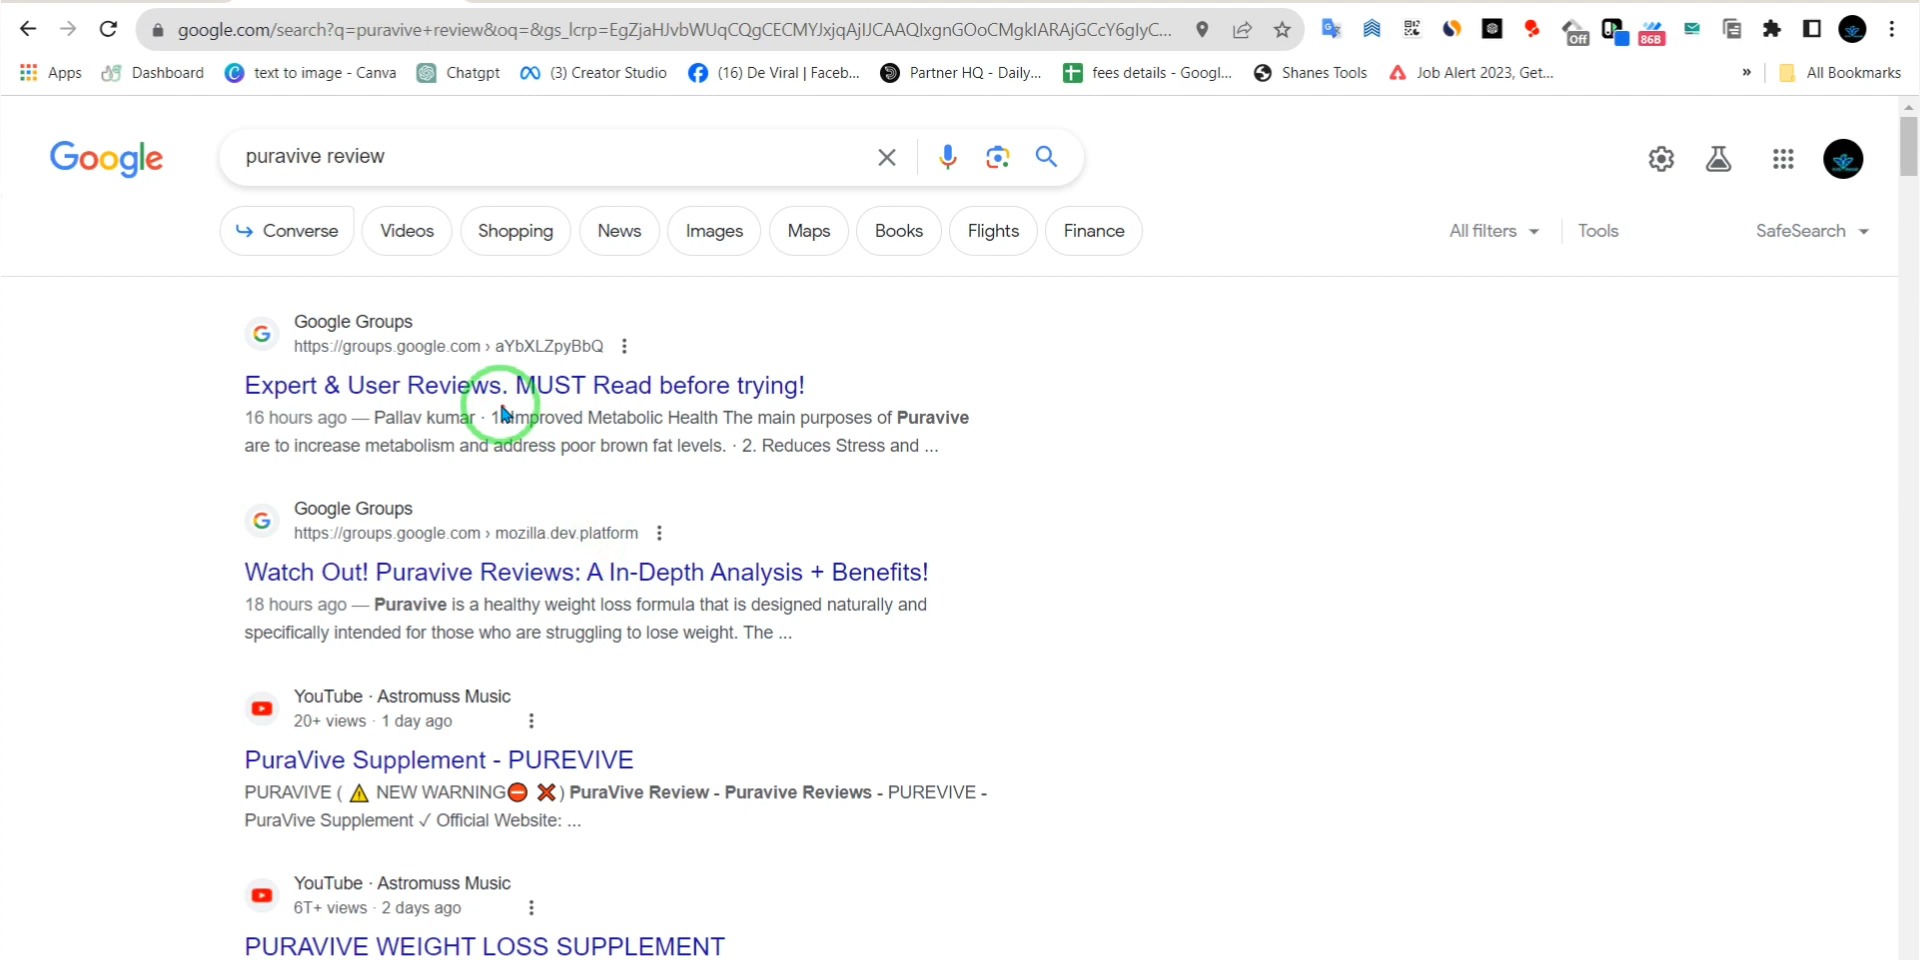 google.com/search?q=puravive+review&oq=&gs_lcrp=EgZjaHJvbWUqCQgCECMYJxjqAjIJCAAQIxgnGOoCMgkIARAjGCcY6gIyC...
Off
86B
Apps Dashboard text to image - Canva Chatgpt (3) Creator Studio (16) De Viral | Faceb... Partner HQ - Daily... fees details - Googl... Shanes Tools Job Alert 2023, Get... » All Bookmarks
Google puravive review
Converse Videos Shopping News Images Maps Books Flights Finance All filters Tools SafeSearch
Google Groups
https://groups.google.com › aYbXLZpyBbQ
Expert & User Reviews. MUST Read before trying!
16 hours ago — Pallav kumar · 1. Improved Metabolic Health The main purposes of Puravive
are to increase metabolism and address poor brown fat levels. · 2. Reduces Stress and ...
Google Groups
https://groups.google.com › mozilla.dev.platform
Watch Out! Puravive Reviews: A In-Depth Analysis + Benefits!
18 hours ago — Puravive is a healthy weight loss formula that is designed naturally and
specifically intended for those who are struggling to lose weight. The ...
YouTube · Astromuss Music
20+ views · 1 day ago
PuraVive Supplement - PUREVIVE
PURAVIVE ( ⚠️ NEW WARNING⛔ ❌) PuraVive Review - Puravive Reviews - PUREVIVE -
PuraVive Supplement ✓ Official Website: ...
YouTube · Astromuss Music
6T+ views · 2 days ago
PURAVIVE WEIGHT LOSS SUPPLEMENT